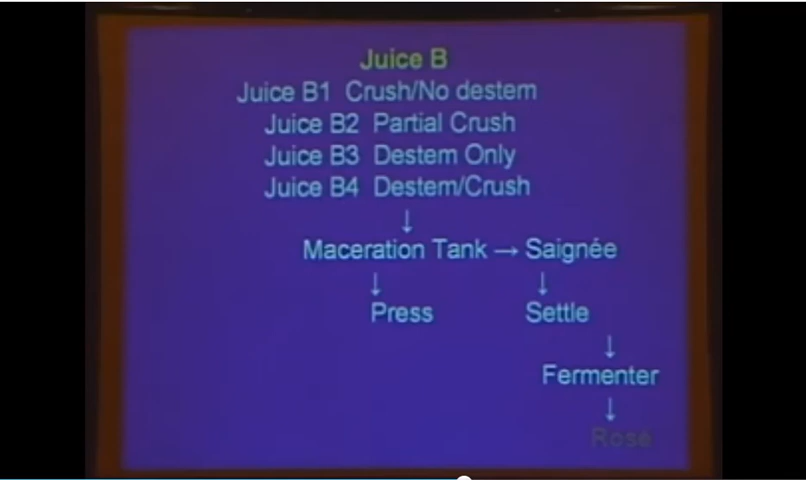 Juice B
Juice B1 Crush/No destem
Juice B2 Partial Crush
Juice B3 Destem Only
Juice B4 Destem/Crush
↓
Maceration Tank → Saignée
↓ ↓
Press Settle
↓
Fermenter
↓
Rosé